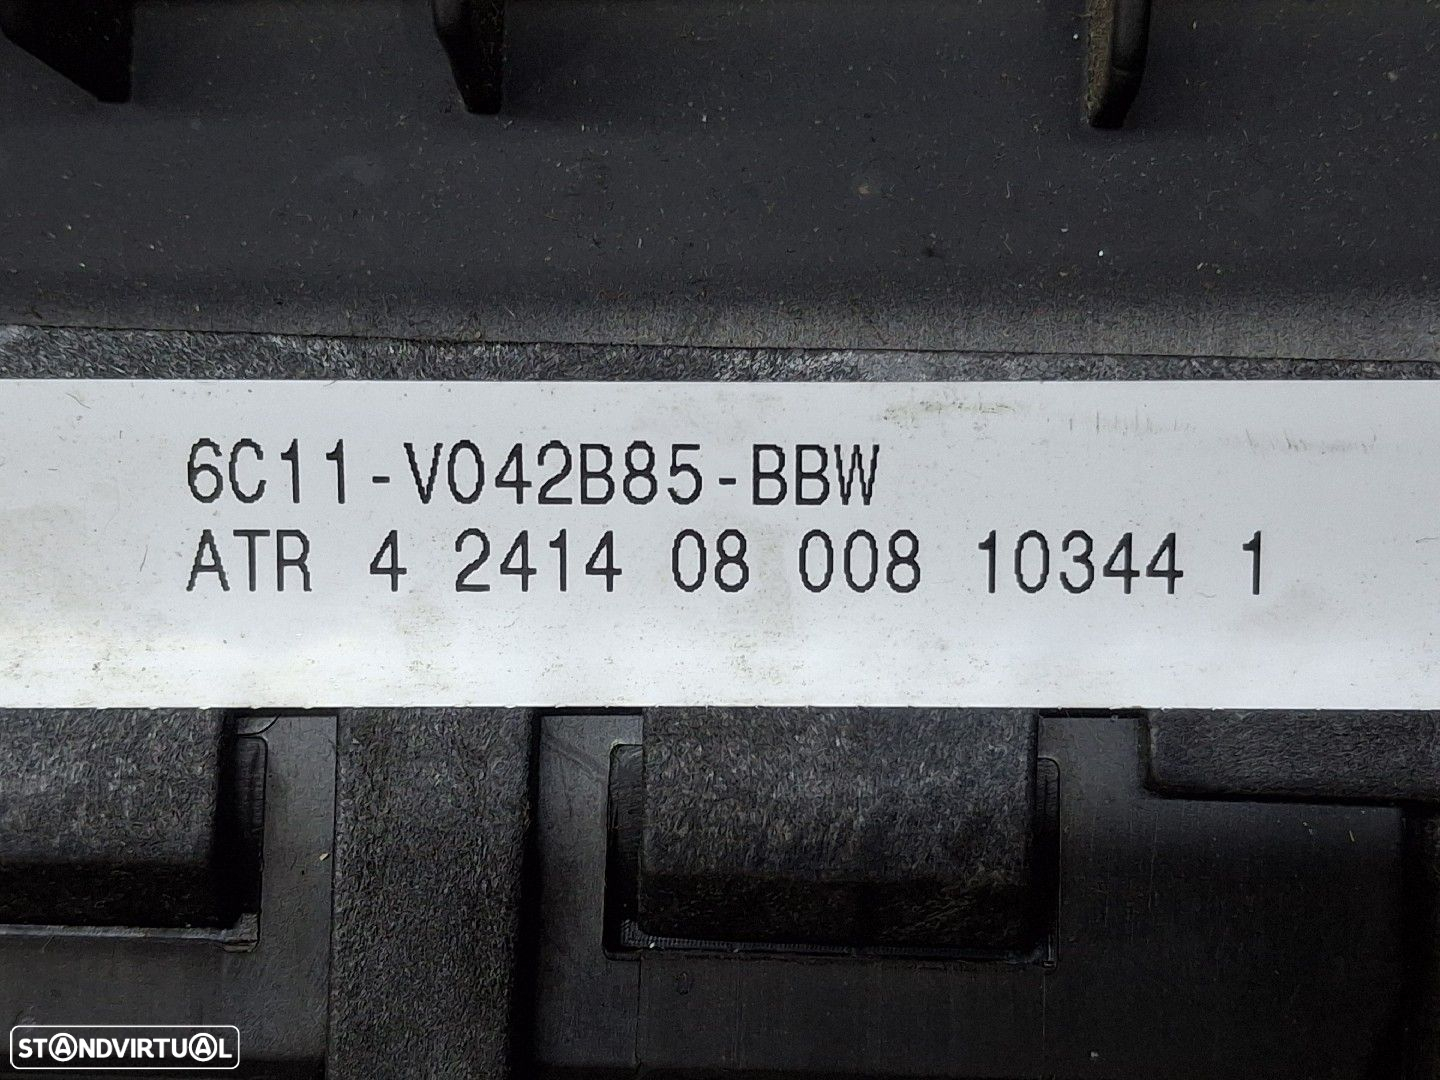 6C11-V042B85-BBW
ATR 4 2414 08 008 10344 1
STANDVIRTUAL